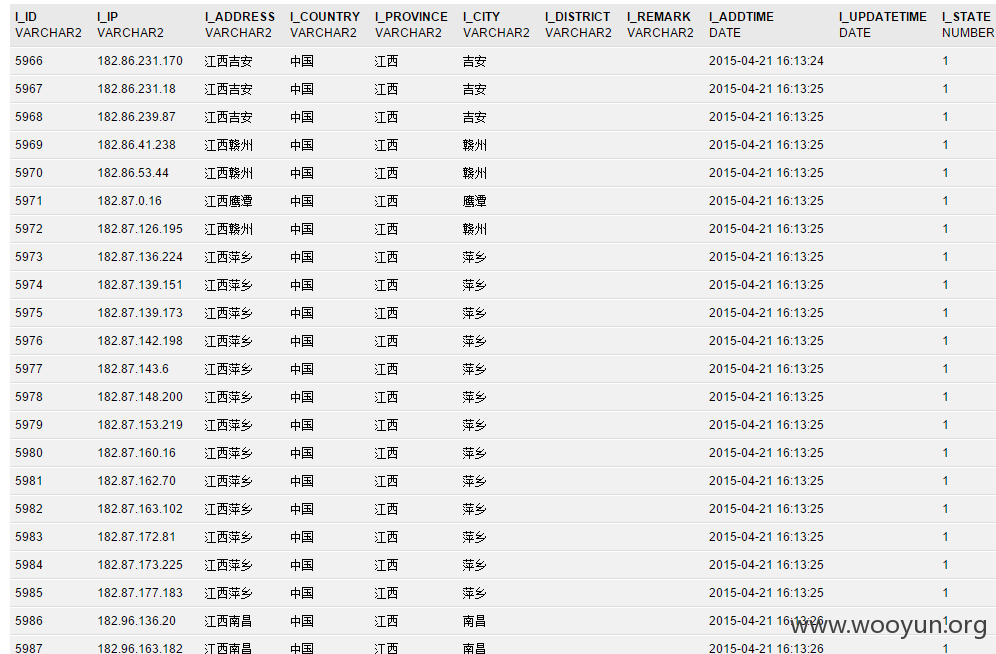 I_ID I_IP I_ADDRESS I_COUNTRY I_PROVINCE I_CITY I_DISTRICT I_REMARK I_ADDTIME I_UPDATETIME I_STATE
VARCHAR2 VARCHAR2 VARCHAR2 VARCHAR2 VARCHAR2 VARCHAR2 VARCHAR2 VARCHAR2 DATE DATE NUMBER
5966 182.86.231.170 江西吉安 中国 江西 吉安 2015-04-21 16:13:24 1
5967 182.86.231.18 江西吉安 中国 江西 吉安 2015-04-21 16:13:25 1
5968 182.86.239.87 江西吉安 中国 江西 吉安 2015-04-21 16:13:25 1
5969 182.86.41.238 江西赣州 中国 江西 赣州 2015-04-21 16:13:25 1
5970 182.86.53.44 江西赣州 中国 江西 赣州 2015-04-21 16:13:25 1
5971 182.87.0.16 江西鹰潭 中国 江西 鹰潭 2015-04-21 16:13:25 1
5972 182.87.126.195 江西赣州 中国 江西 赣州 2015-04-21 16:13:25 1
5973 182.87.136.224 江西萍乡 中国 江西 萍乡 2015-04-21 16:13:25 1
5974 182.87.139.151 江西萍乡 中国 江西 萍乡 2015-04-21 16:13:25 1
5975 182.87.139.173 江西萍乡 中国 江西 萍乡 2015-04-21 16:13:25 1
5976 182.87.142.198 江西萍乡 中国 江西 萍乡 2015-04-21 16:13:25 1
5977 182.87.143.6 江西萍乡 中国 江西 萍乡 2015-04-21 16:13:25 1
5978 182.87.148.200 江西萍乡 中国 江西 萍乡 2015-04-21 16:13:25 1
5979 182.87.153.219 江西萍乡 中国 江西 萍乡 2015-04-21 16:13:25 1
5980 182.87.160.16 江西萍乡 中国 江西 萍乡 2015-04-21 16:13:25 1
5981 182.87.162.70 江西萍乡 中国 江西 萍乡 2015-04-21 16:13:25 1
5982 182.87.163.102 江西萍乡 中国 江西 萍乡 2015-04-21 16:13:25 1
5983 182.87.172.81 江西萍乡 中国 江西 萍乡 2015-04-21 16:13:25 1
5984 182.87.173.225 江西萍乡 中国 江西 萍乡 2015-04-21 16:13:25 1
5985 182.87.177.183 江西萍乡 中国 江西 萍乡 2015-04-21 16:13:25 1
5986 182.96.136.20 江西南昌 中国 江西 南昌 2015-04-21 16:13:26 1
www.wooyun.org
5987 182.96.163.182 江西南昌 中国 江西 南昌 2015-04-21 16:13:26 1